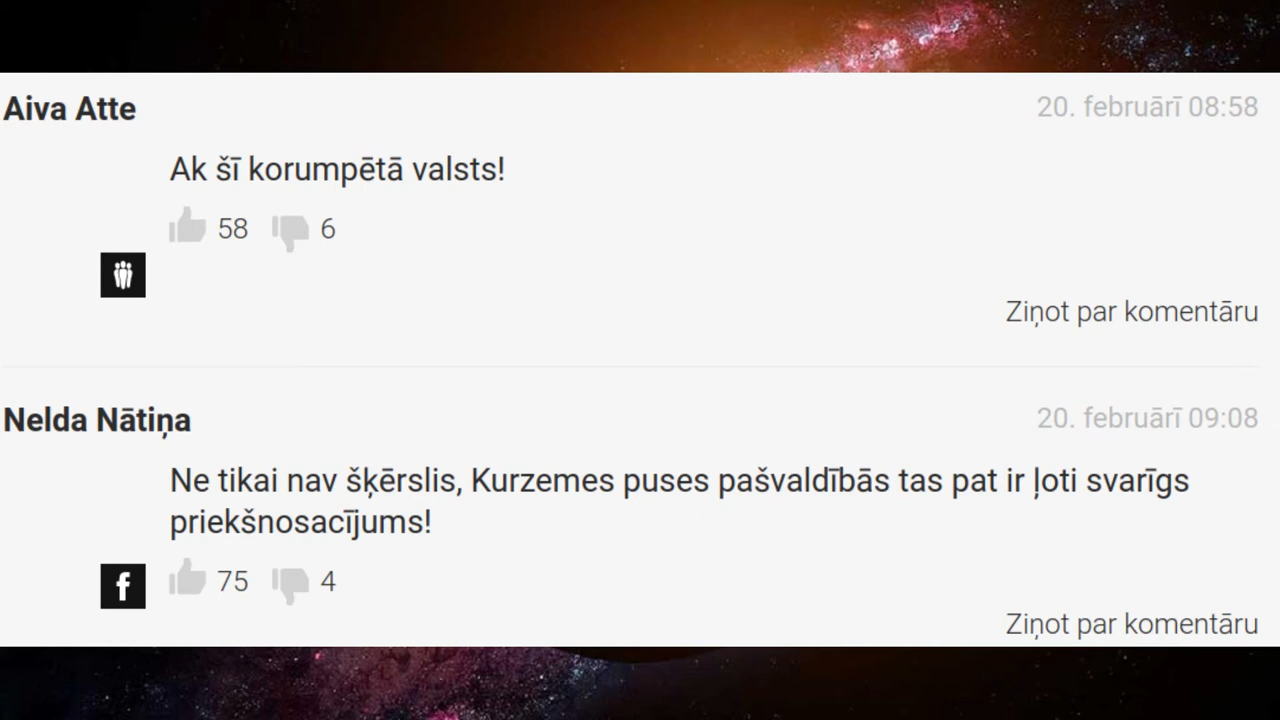 Aiva Atte
20. februārī 08:58
Ak šī korumpētā valsts!
58 6
Ziņot par komentāru
Nelda Nātiņa
20. februārī 09:08
Ne tikai nav šķērslis, Kurzemes puses pašvaldībās tas pat ir ļoti svarīgs
priekšnosacījums!
f 75 4
Ziņot par komentāru